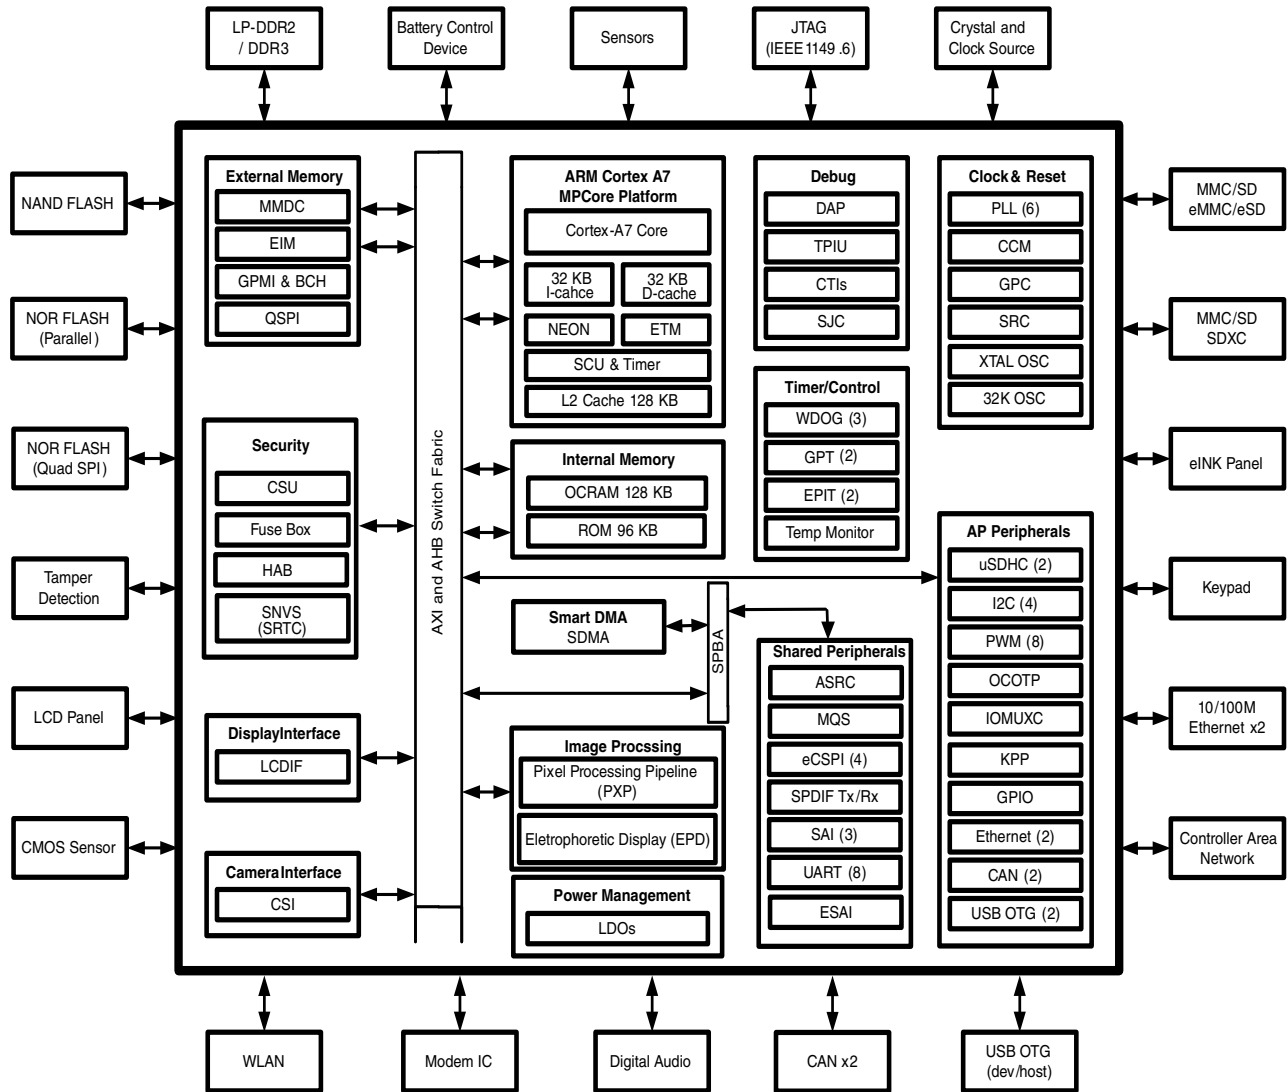 LP-DDR2
/ DDR3
Battery Control
Device
Sensors
JTAG
(IEEE 1149 .6)
Crystal and
Clock Source
NAND FLASH
NOR FLASH
(Parallel)
NOR FLASH
(Quad SPI)
Tamper
Detection
LCD Panel
CMOS Sensor
External Memory
MMDC
EIM
GPMI & BCH
QSPI
Security
CSU
Fuse Box
HAB
SNVS
(SRTC)
DisplayInterface
LCDIF
CameraInterface
CSI
AXI and AHB Switch Fabric
ARM Cortex A7
MPCore Platform
Cortex-A7 Core
32 KB
I-cahce
32 KB
D-cache
NEON
ETM
SCU & Timer
L2 Cache 128 KB
Internal Memory
OCRAM 128 KB
ROM 96 KB
Smart DMA
SDMA
SPBA
Image Procssing
Pixel Processing Pipeline
(PXP)
Eletrophoretic Display (EPD)
Power Management
LDOs
Debug
DAP
TPIU
CTIs
SJC
Timer/Control
WDOG (3)
GPT (2)
EPIT (2)
Temp Monitor
Shared Peripherals
ASRC
MQS
eCSPI (4)
SPDIF Tx/Rx
SAI (3)
UART (8)
ESAI
Clock & Reset
PLL (6)
CCM
GPC
SRC
XTAL OSC
32K OSC
AP Peripherals
uSDHC (2)
I2C (4)
PWM (8)
OCOTP
IOMUXC
KPP
GPIO
Ethernet (2)
CAN (2)
USB OTG (2)
MMC/SD
eMMC/eSD
MMC/SD
SDXC
eINK Panel
Keypad
10/100M
Ethernet x2
Controller Area
Network
WLAN
Modem IC
Digital Audio
CAN x2
USB OTG
(dev/host)